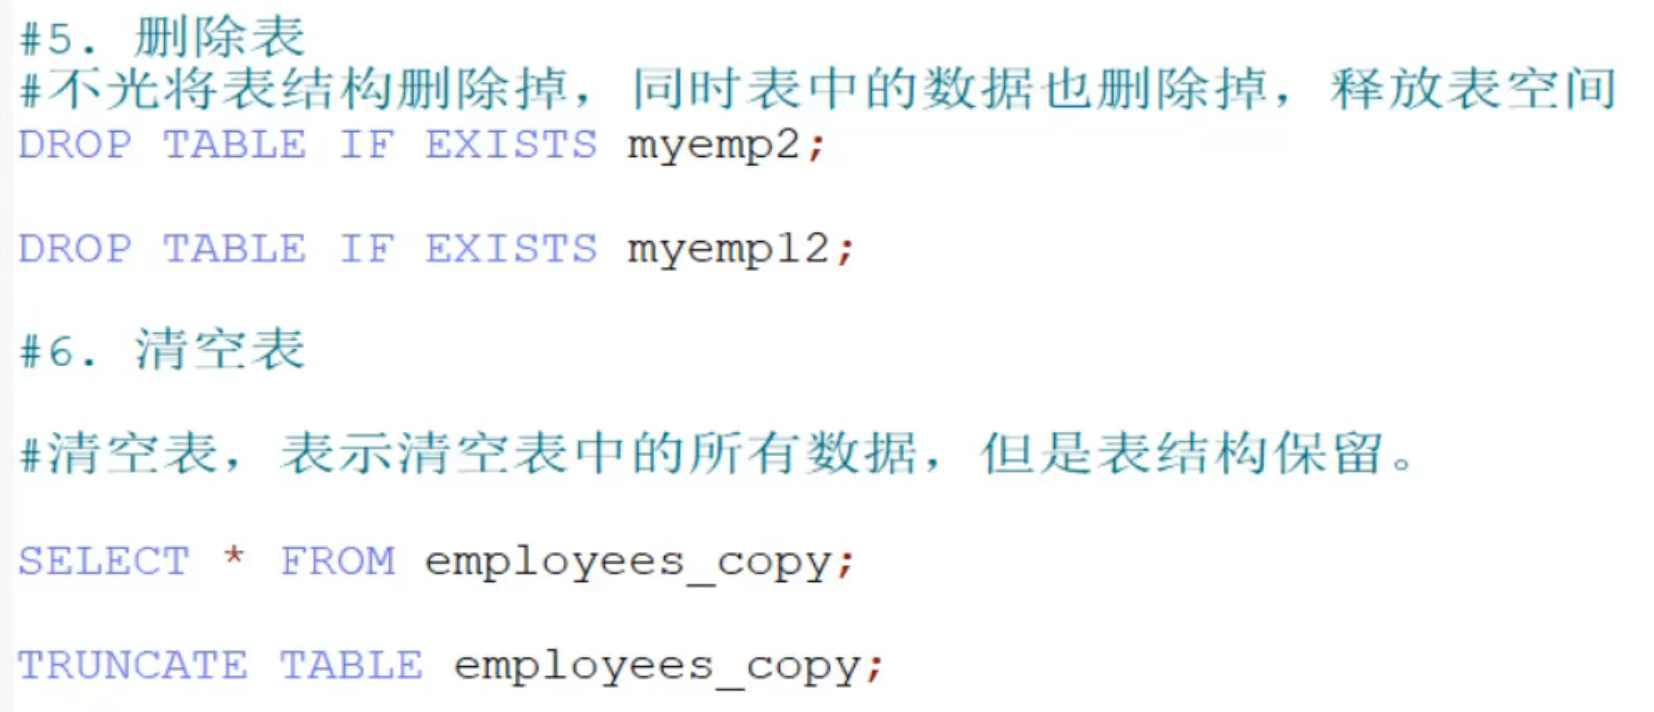 #5. 删除表
#不光将表结构删除掉，同时表中的数据也删除掉，释放表空间
DROP TABLE IF EXISTS myemp2;
DROP TABLE IF EXISTS myemp12;
#6. 清空表
#清空表，表示清空表中的所有数据，但是表结构保留。
SELECT * FROM employees_copy;
TRUNCATE TABLE employees_copy;